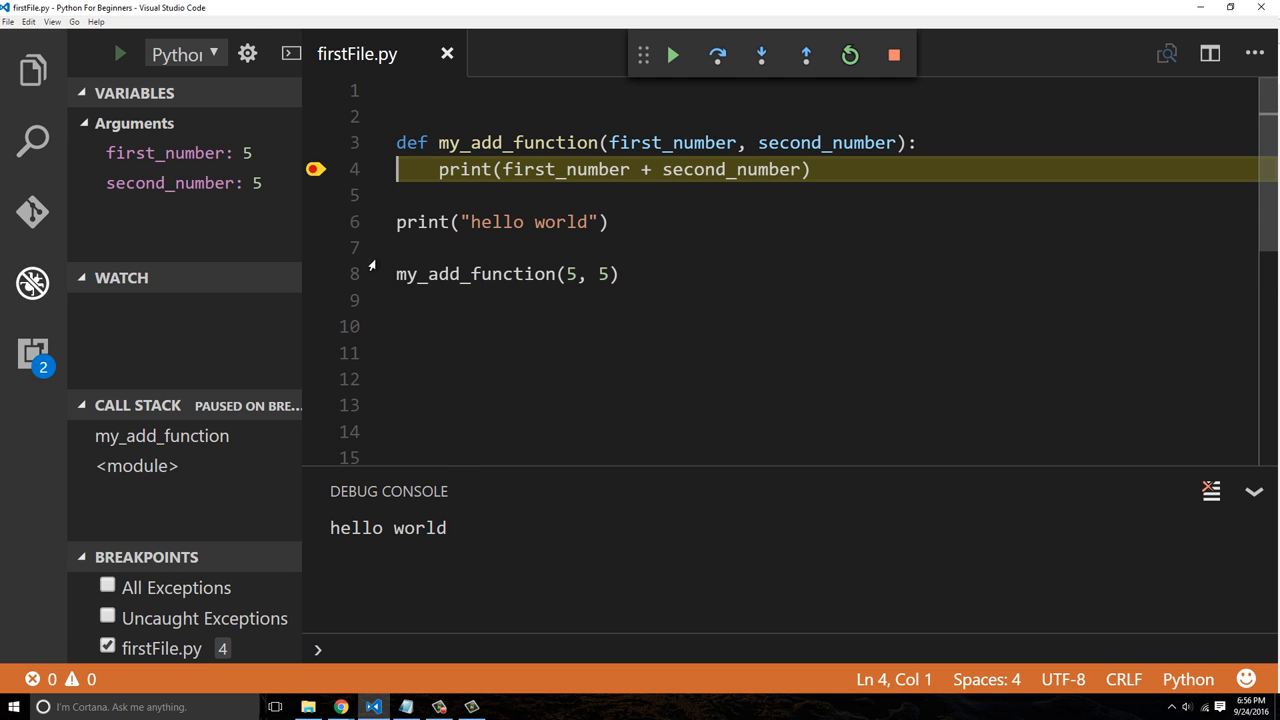 firstFile.py - Python For Beginners - Visual Studio Code
File Edit View Go Help
Python
firstFile.py
VARIABLES
Arguments
first_number: 5
second_number: 5
WATCH
CALL STACK PAUSED ON BRE...
my_add_function
<module>
BREAKPOINTS
All Exceptions
Uncaught Exceptions
firstFile.py 4
2
1
2
3 def my_add_function(first_number, second_number):
4 print(first_number + second_number)
5
6 print("hello world")
7
8 my_add_function(5, 5)
9
10
11
12
13
14
15
DEBUG CONSOLE
hello world
0 0
Ln 4, Col 1 Spaces: 4 UTF-8 CRLF Python
I'm Cortana. Ask me anything.
6:56 PM
9/24/2016